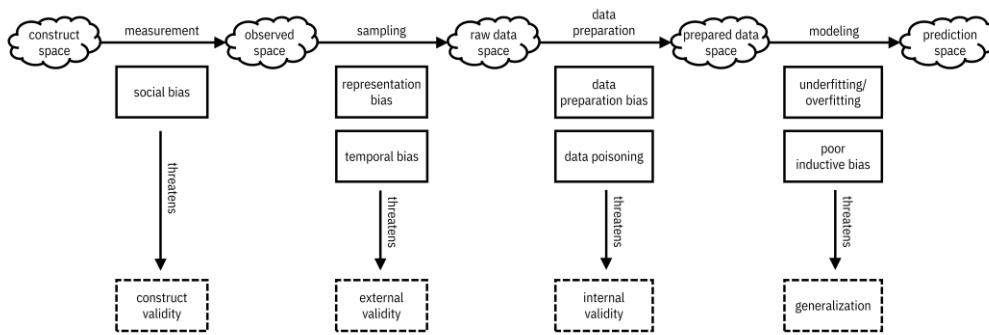 construct
space
measurement
observed
space
sampling
raw data
space
data
preparation
prepared data
space
modeling
prediction
space
social bias
representation
bias
data
preparation bias
underfitting/
overfitting
temporal bias
data poisoning
poor
inductive bias
threatens
threatens
threatens
threatens
construct
validity
external
validity
internal
validity
generalization